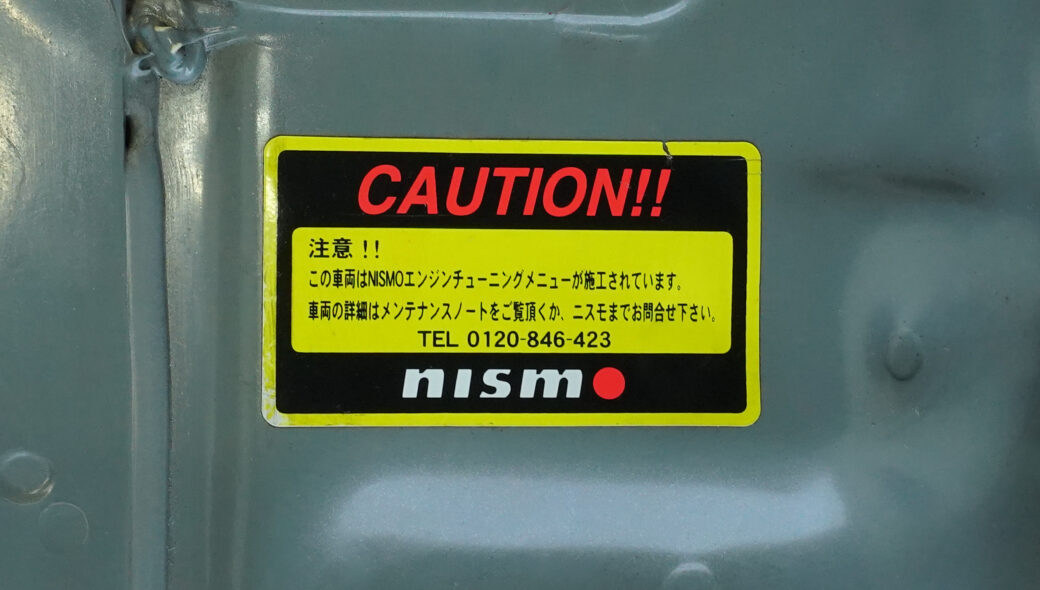 CAUTION!!
注意!!
この車両はNISMOエンジンチューニングメニューが施工されています。
車両の詳細はメンテナンスノートをご覧頂くか、ニスモまでお問合せ下さい。
TEL 0120-846-423
nismo